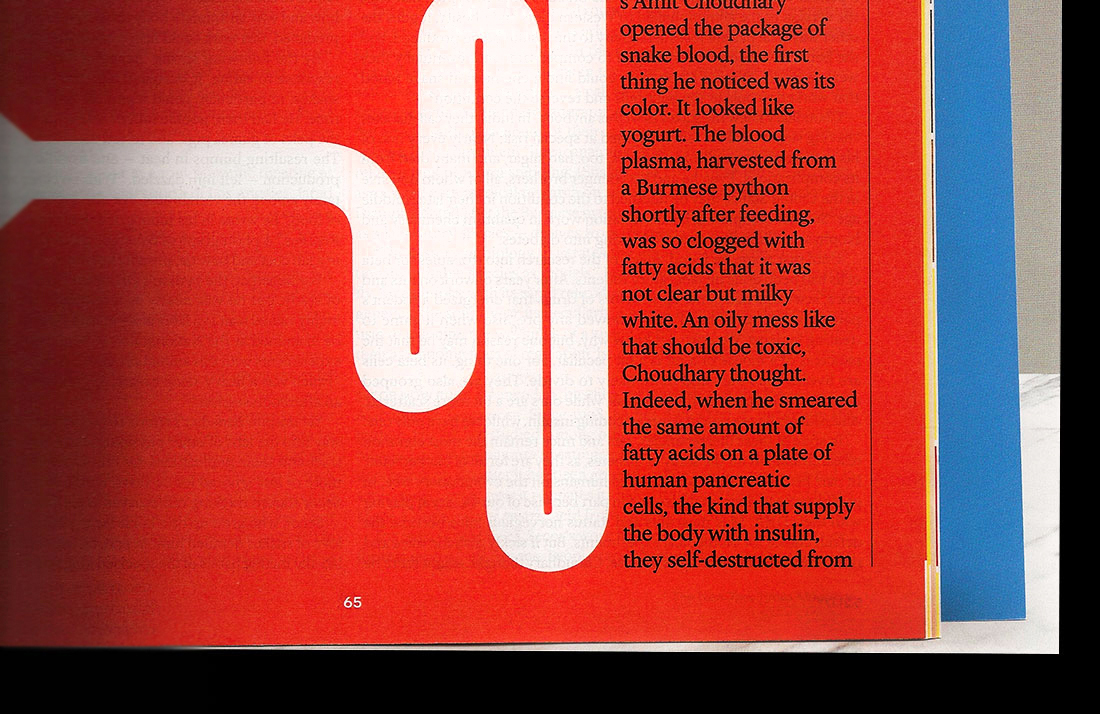 s Amit Choudhary
opened the package of
snake blood, the first
thing he noticed was its
color. It looked like
yogurt. The blood
plasma, harvested from
a Burmese python
shortly after feeding,
was so clogged with
fatty acids that it was
not clear but milky
white. An oily mess like
that should be toxic,
Choudhary thought.
Indeed, when he smeared
the same amount of
fatty acids on a plate of
human pancreatic
cells, the kind that supply
the body with insulin,
they self-destructed from
65